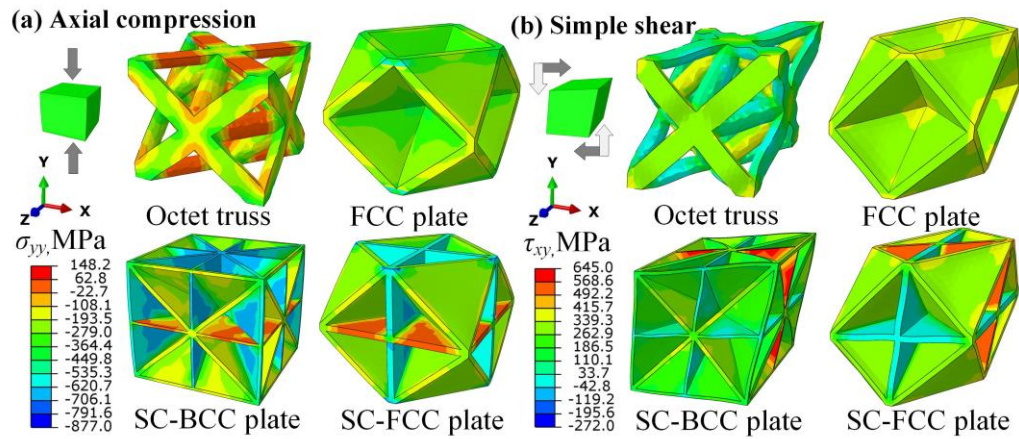 (a) Axial compression
Y
X
Z
Octet truss
FCC plate
σyy, MPa
148.2
62.8
-22.7
-108.1
-193.5
-279.0
-364.4
-449.8
-535.3
-620.7
-706.1
-791.6
-877.0
SC-BCC plate
SC-FCC plate
(b) Simple shear
Y
X
Z
Octet truss
FCC plate
τxy, MPa
645.0
568.6
492.2
415.7
339.3
262.9
186.5
110.1
33.7
-42.8
-119.2
-195.6
-272.0
SC-BCC plate
SC-FCC plate